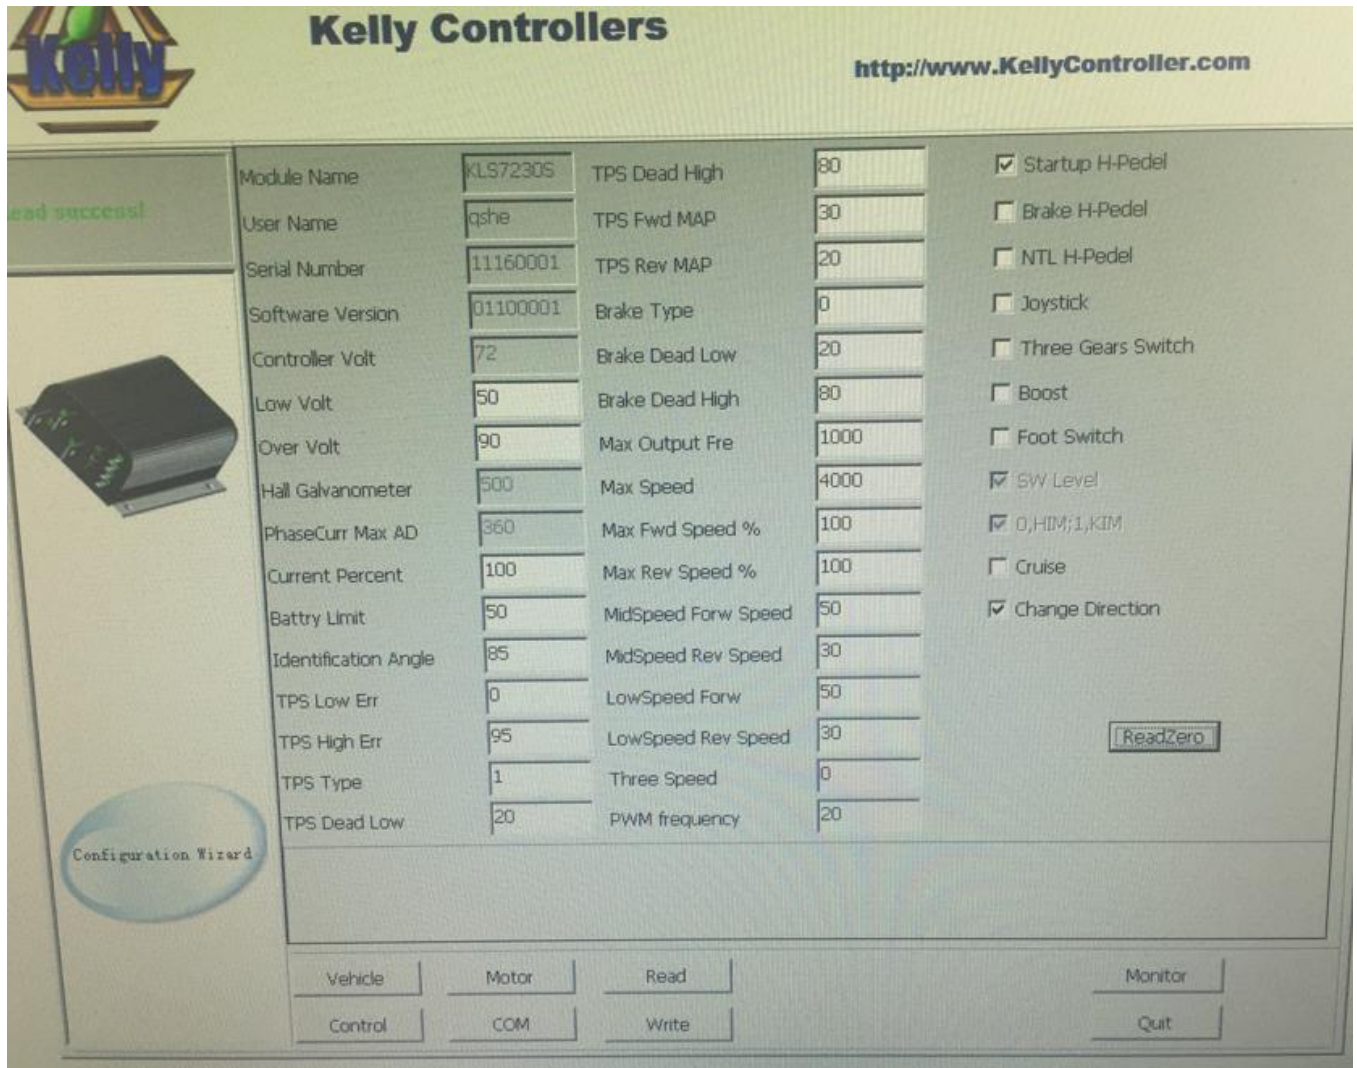 Kelly
Kelly Controllers
http://www.KellyController.com
ead success!
Module Name KLS7230S TPS Dead High 80 Startup H-Pedel
User Name qshe TPS Fwd MAP 30 Brake H-Pedel
Serial Number 11160001 TPS Rev MAP 20 NTL H-Pedel
Software Version 01100001 Brake Type 0 Joystick
Controller Volt 72 Brake Dead Low 20 Three Gears Switch
Low Volt 50 Brake Dead High 80 Boost
Over Volt 90 Max Output Fre 1000 Foot Switch
Hall Galvanometer 500 Max Speed 4000 SW Level
PhaseCurr Max AD 360 Max Fwd Speed % 100 0,HIM;1,KIM
Current Percent 100 Max Rev Speed % 100 Cruise
Battry Limit 50 MidSpeed Forw Speed 50 Change Direction
Identification Angle 85 MidSpeed Rev Speed 30
TPS Low Err 0 LowSpeed Forw 50
TPS High Err 95 LowSpeed Rev Speed 30 ReadZero
TPS Type 1 Three Speed 0
TPS Dead Low 20 PWM frequency 20
Configuration Wizard
Vehicle Motor Read Monitor
Control COM Write Quit